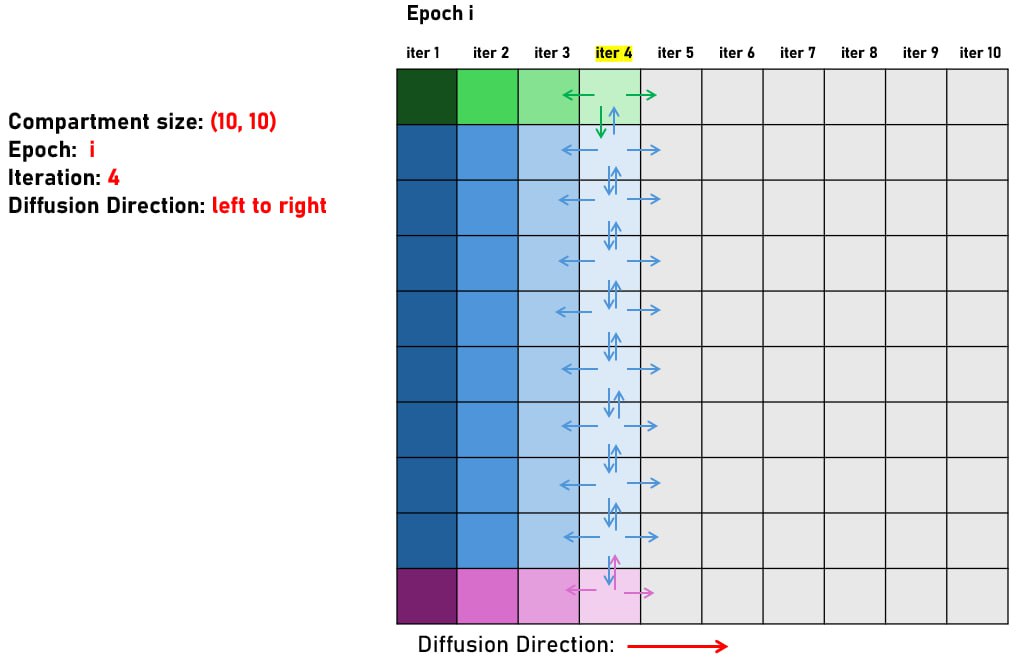 Epoch i
iter 1 iter 2 iter 3 iter 4 iter 5 iter 6 iter 7 iter 8 iter 9 iter 10
Compartment size: (10, 10)
Epoch: i
Iteration: 4
Diffusion Direction: left to right
Diffusion Direction: